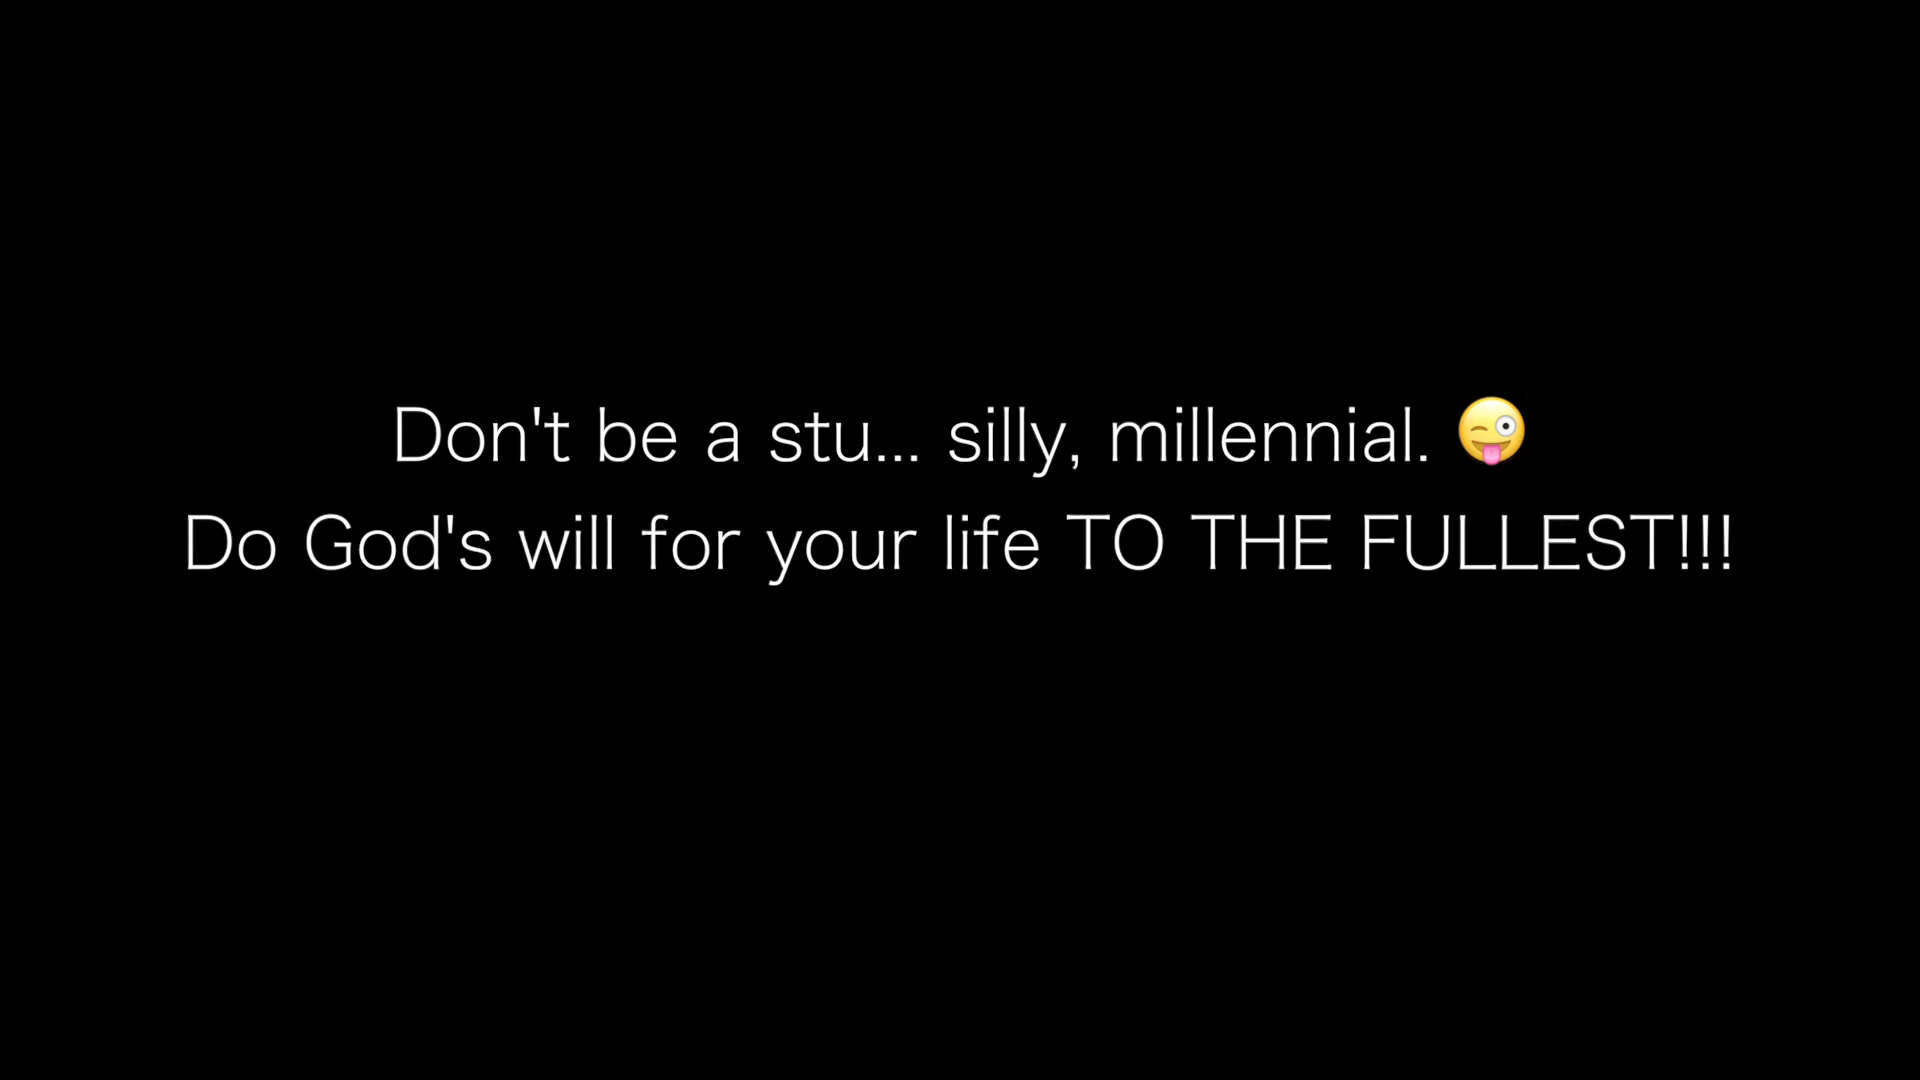 Don't be a stu... silly, millennial. 😜
Do God's will for your life TO THE FULLEST!!!